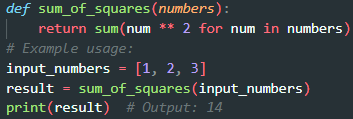 def sum_of_squares(numbers):
    return sum(num ** 2 for num in numbers)
# Example usage:
input_numbers = [1, 2, 3]
result = sum_of_squares(input_numbers)
print(result)  # Output: 14